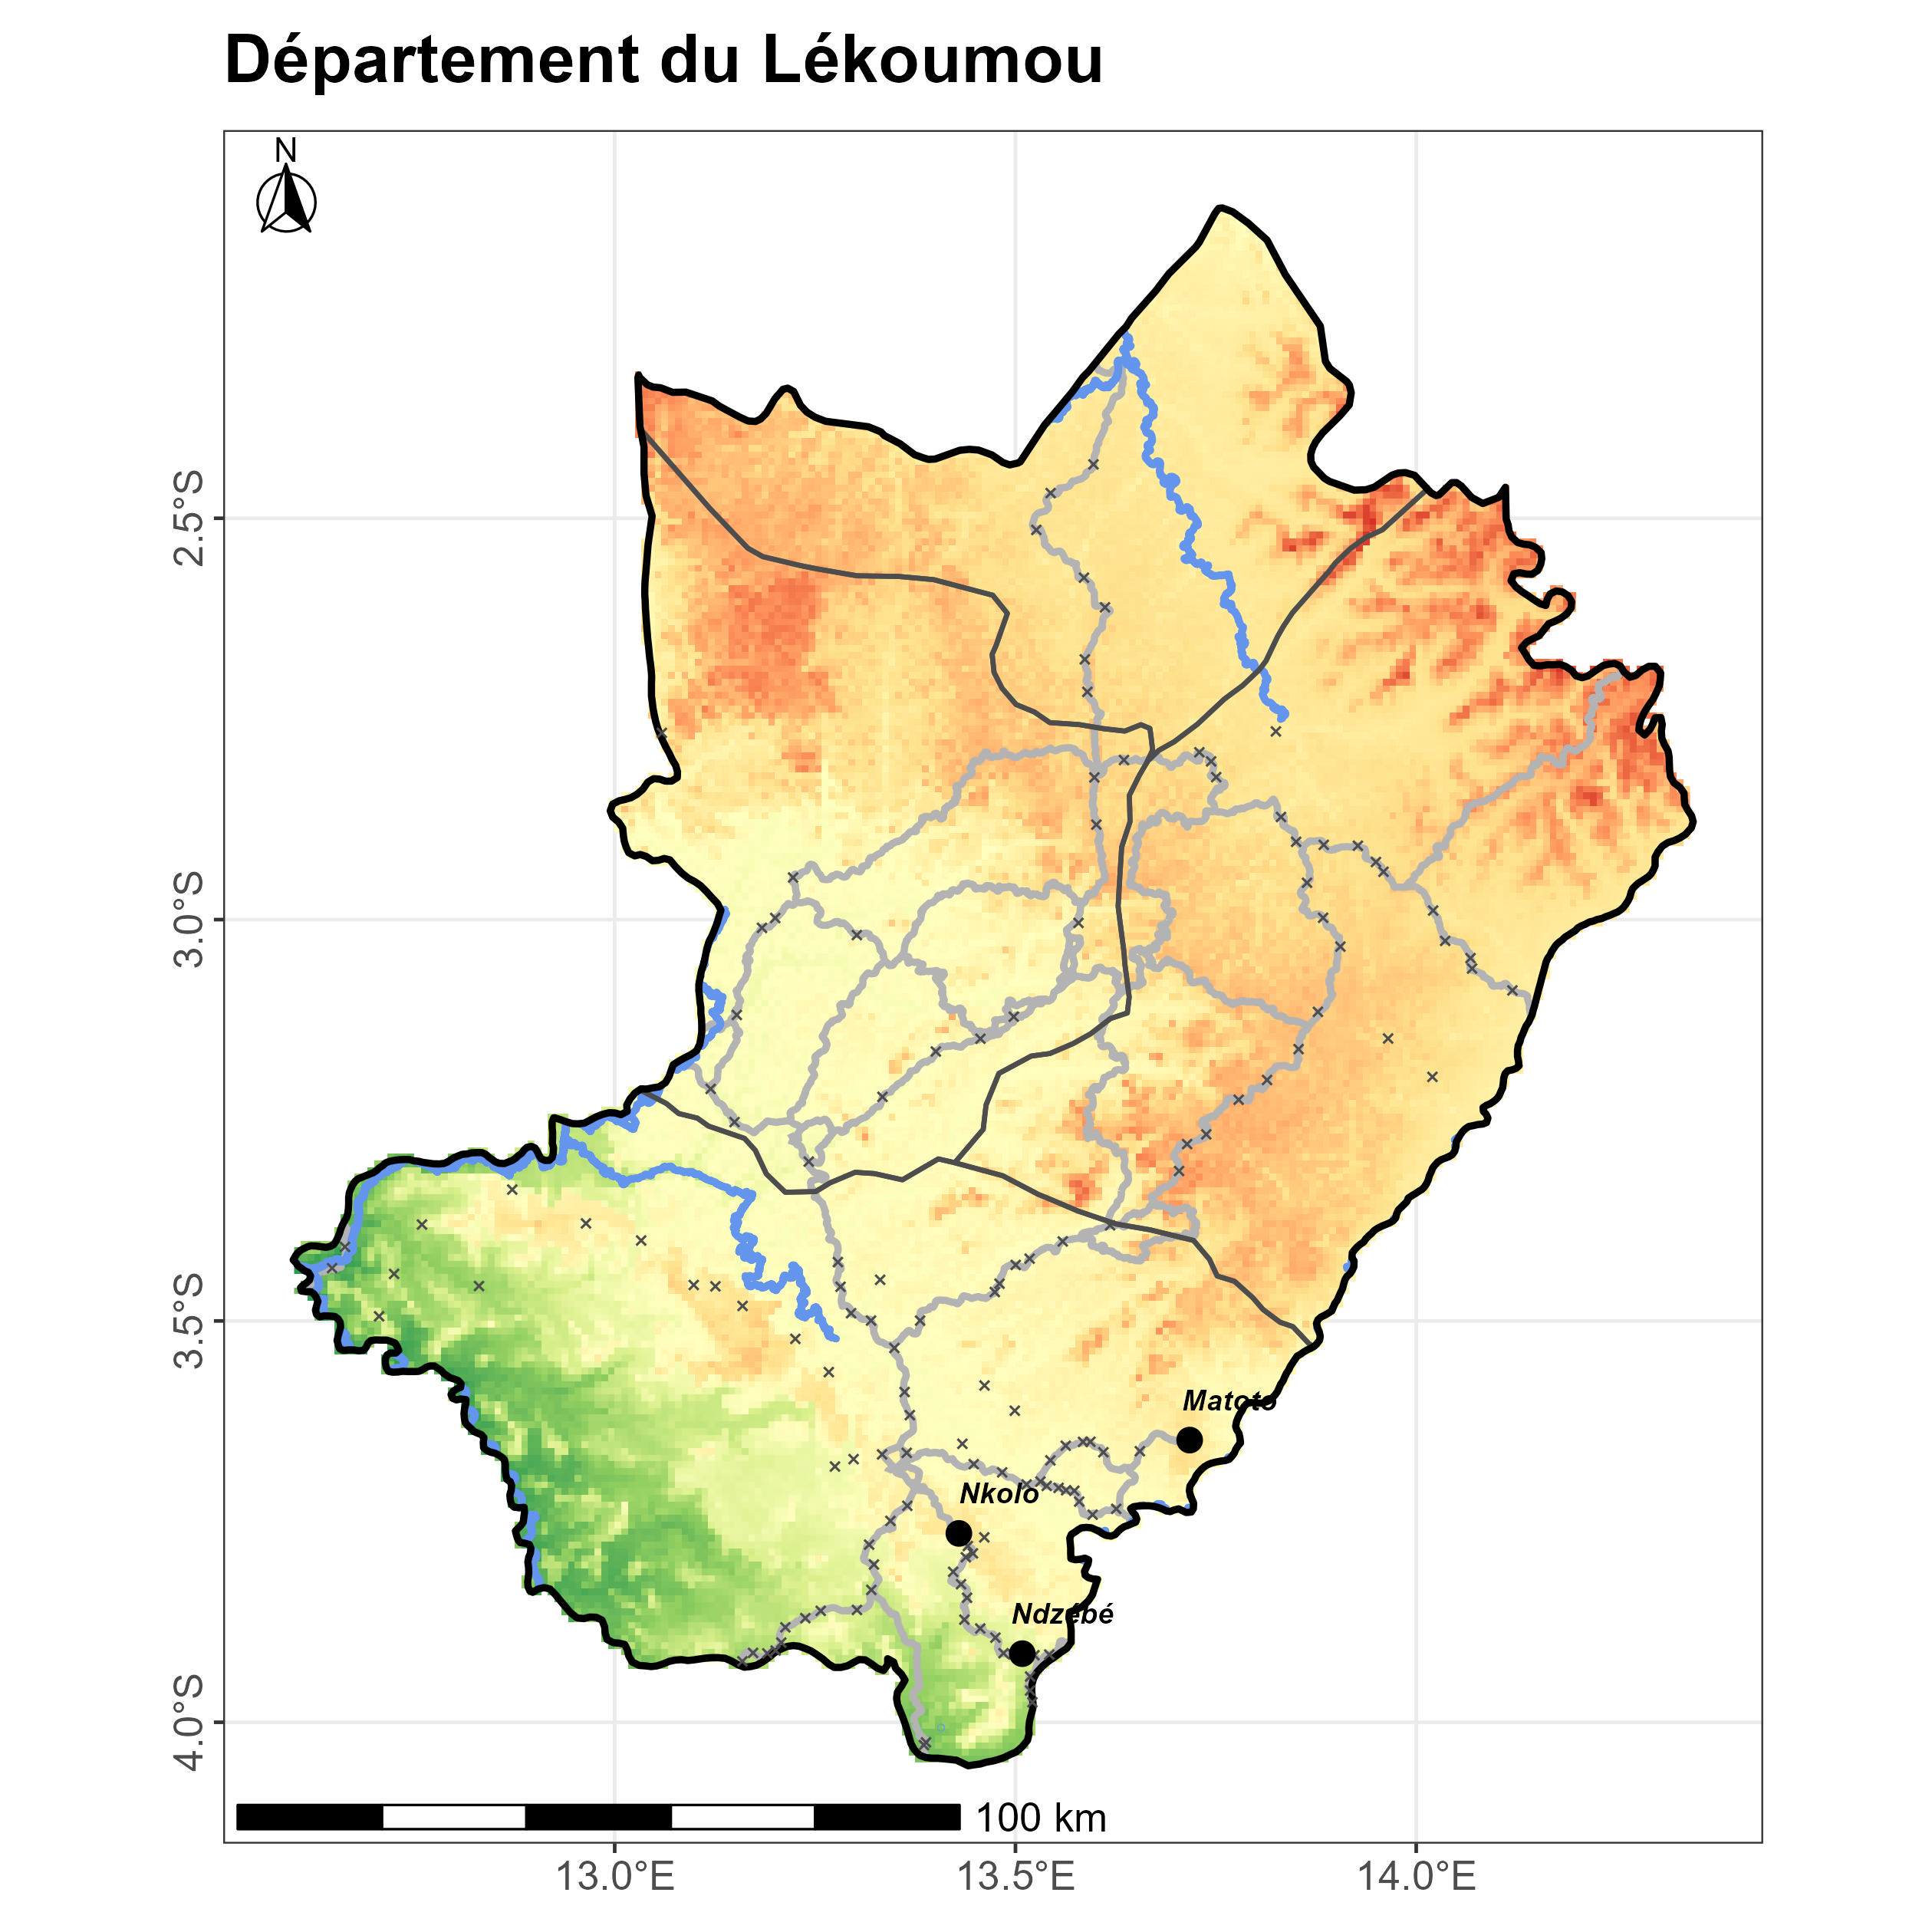 Département du Lékoumou
N
2.5°S
3.0°S
3.5°S
4.0°S
Matoto
Nkolo
Ndzébé
100 km
13.0°E
13.5°E
14.0°E